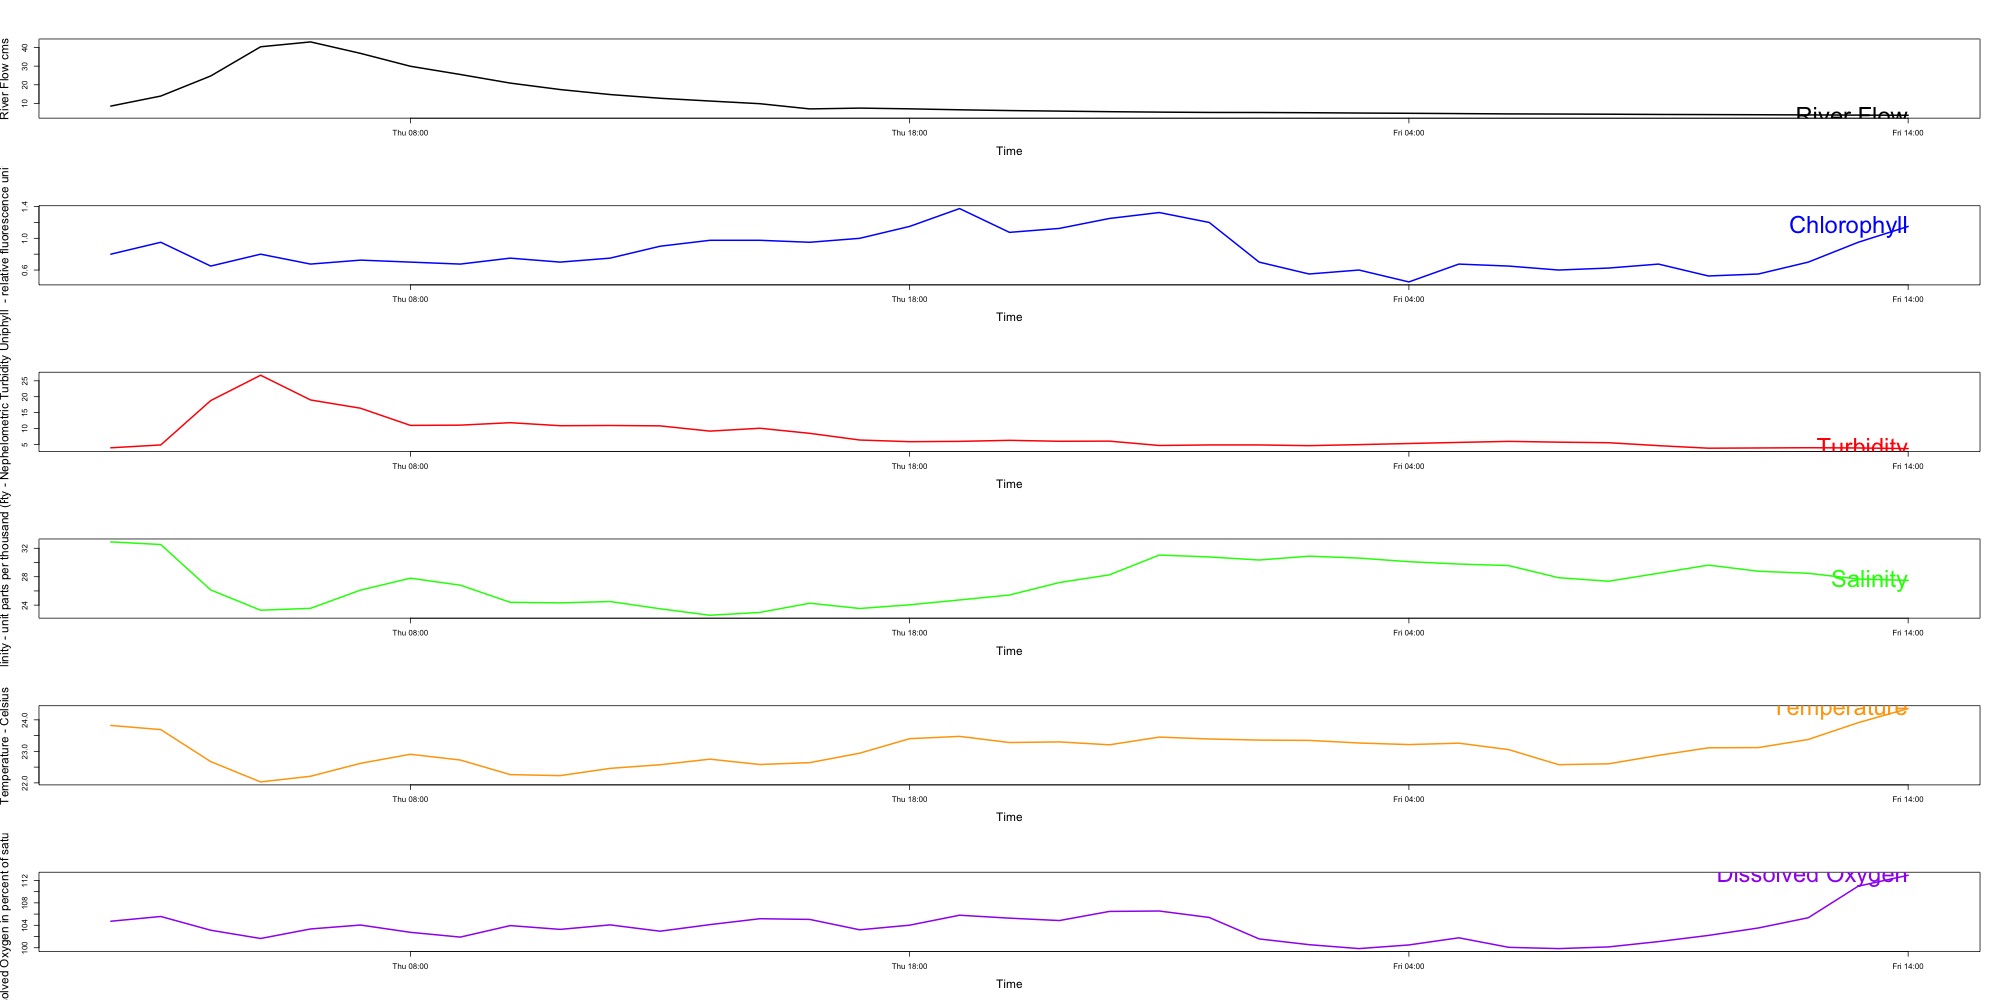 River Flow cms
40
30
20
10
River Flow
Thu 08:00 Thu 18:00 Fri 04:00 Fri 14:00
Time
- relative fluorescence uni
1.4
1.0
0.6
Chlorophyll
Thu 08:00 Thu 18:00 Fri 04:00 Fri 14:00
Time
- Nephelometric Turbidity
25
20
15
10
5
Turbidity
Thu 08:00 Thu 18:00 Fri 04:00 Fri 14:00
Time
linity - unit parts per thousand
32
28
24
Salinity
Thu 08:00 Thu 18:00 Fri 04:00 Fri 14:00
Time
Temperature - Celsius
24.0
23.0
22.0
Temperature
Thu 08:00 Thu 18:00 Fri 04:00 Fri 14:00
Time
olved Oxygen in percent of satu
112
108
104
100
Dissolved Oxygen
Thu 08:00 Thu 18:00 Fri 04:00 Fri 14:00
Time